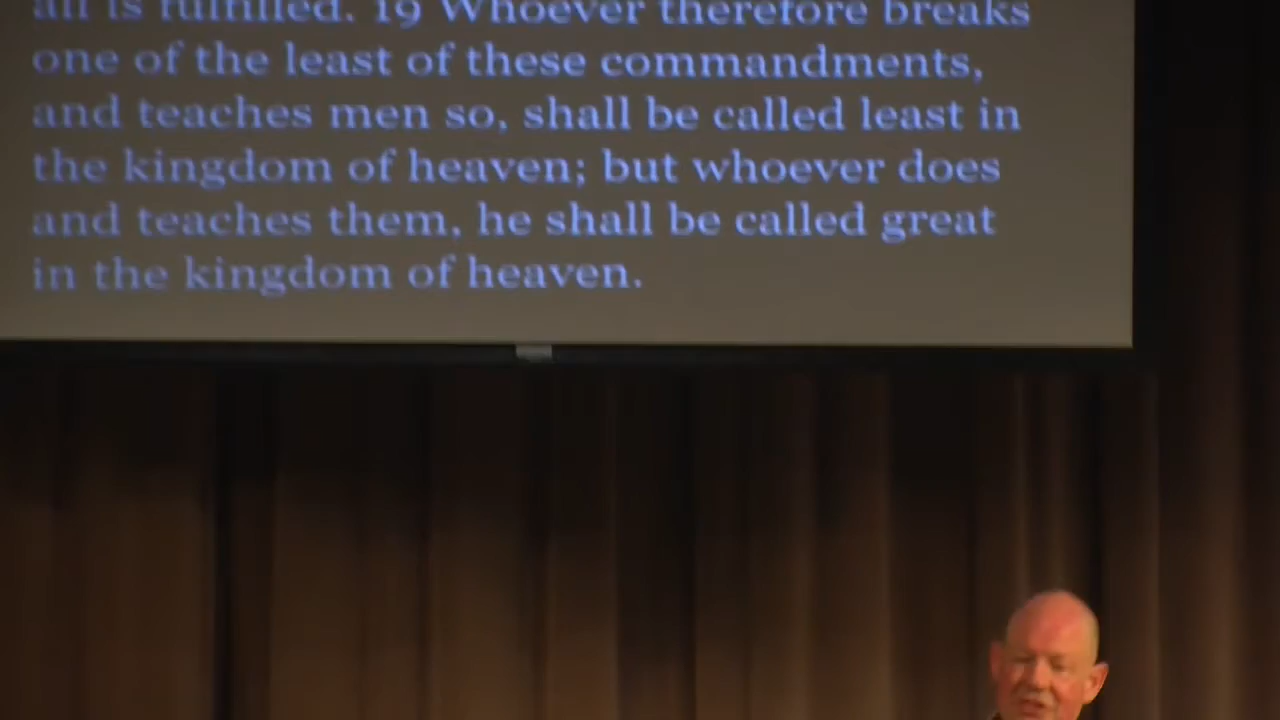 all is fulfilled. 19 Whoever therefore breaks
one of the least of these commandments,
and teaches men so, shall be called least in
the kingdom of heaven; but whoever does
and teaches them, he shall be called great
in the kingdom of heaven.